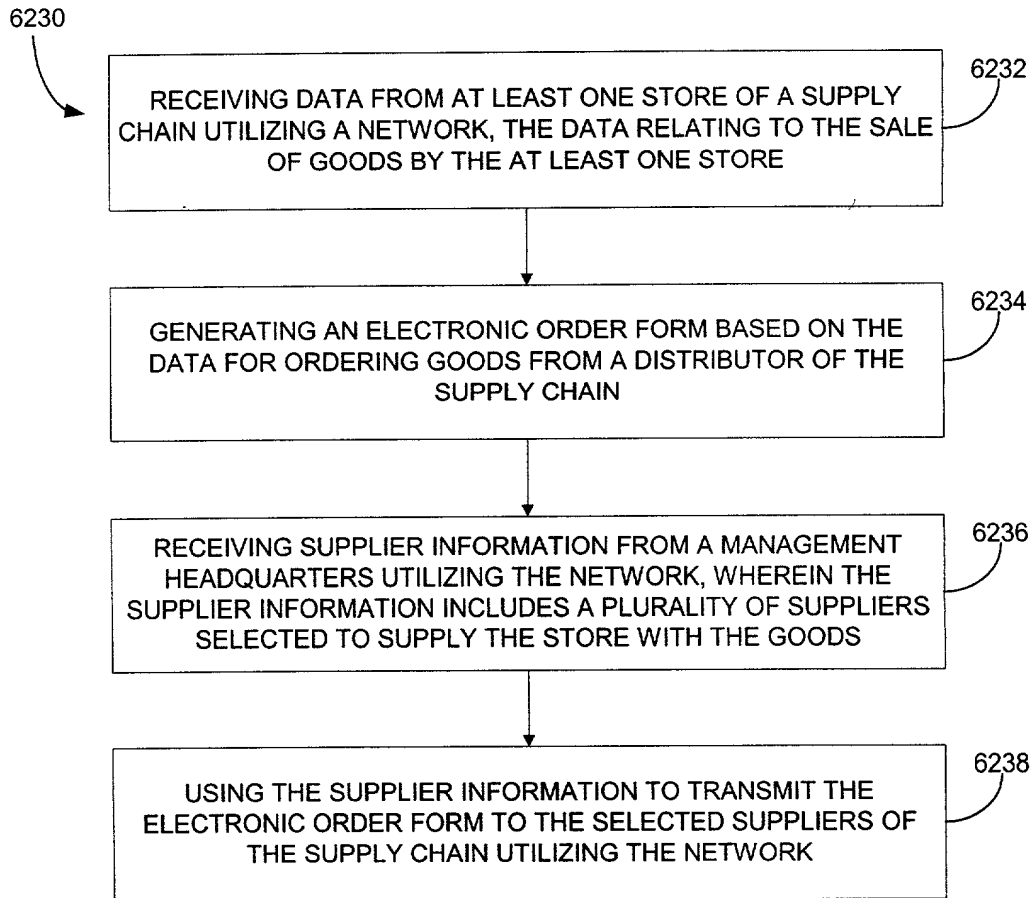 6230
6232
RECEIVING DATA FROM AT LEAST ONE STORE OF A SUPPLY
CHAIN UTILIZING A NETWORK, THE DATA RELATING TO THE SALE
OF GOODS BY THE AT LEAST ONE STORE
6234
GENERATING AN ELECTRONIC ORDER FORM BASED ON THE
DATA FOR ORDERING GOODS FROM A DISTRIBUTOR OF THE
SUPPLY CHAIN
6236
RECEIVING SUPPLIER INFORMATION FROM A MANAGEMENT
HEADQUARTERS UTILIZING THE NETWORK, WHEREIN THE
SUPPLIER INFORMATION INCLUDES A PLURALITY OF SUPPLIERS
SELECTED TO SUPPLY THE STORE WITH THE GOODS
6238
USING THE SUPPLIER INFORMATION TO TRANSMIT THE
ELECTRONIC ORDER FORM TO THE SELECTED SUPPLIERS OF
THE SUPPLY CHAIN UTILIZING THE NETWORK